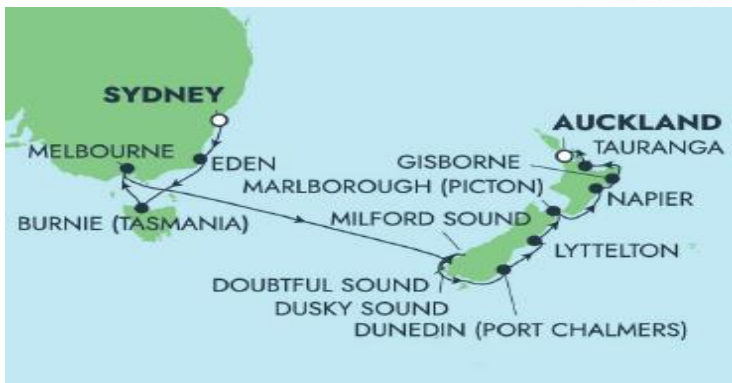 SYDNEY
AUCKLAND
MELBOURNE
EDEN
TAURANGA
GISBORNE
MARLBOROUGH (PICTON)
NAPIER
BURNIE (TASMANIA)
MILFORD SOUND
LYTTELTON
DOUBTFUL SOUND
DUSKY SOUND
DUNEDIN (PORT CHALMERS)